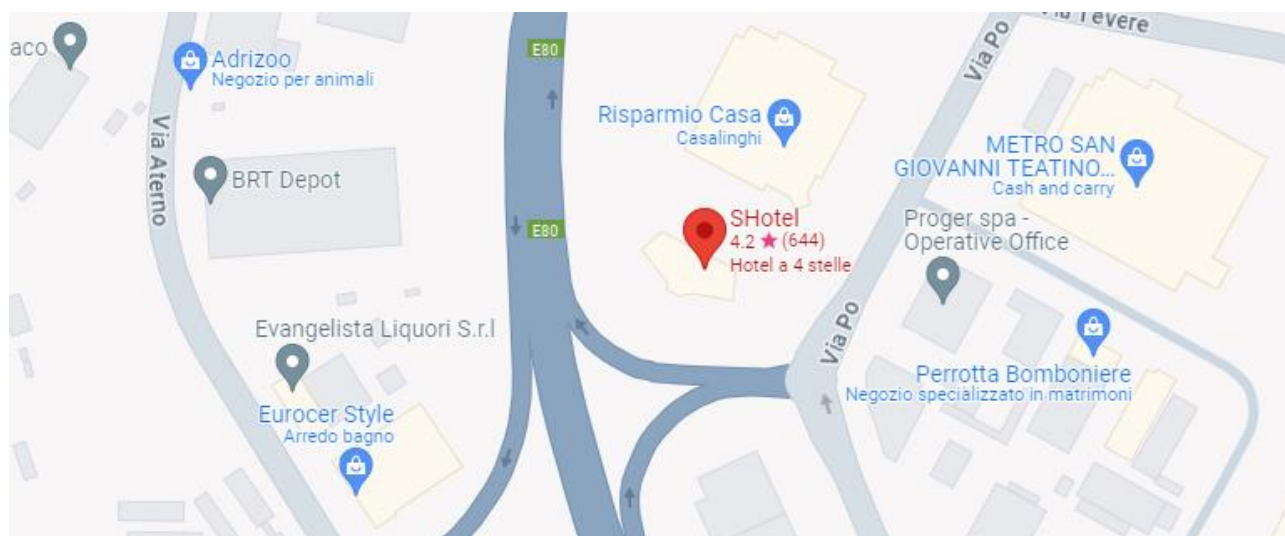 aco
Adrizoo
Negozio per animali
Via Aterno
BRT Depot
E80
E80
Risparmio Casa
Casalinghi
Via Po
Via Tevere
METRO SAN
GIOVANNI TEATINO...
Cash and carry
SHotel
4.2 ★ (644)
Hotel a 4 stelle
Proger spa -
Operative Office
Evangelista Liquori S.r.l
Via Po
Eurocer Style
Arredo bagno
Perrotta Bomboniere
Negozio specializzato in matrimoni